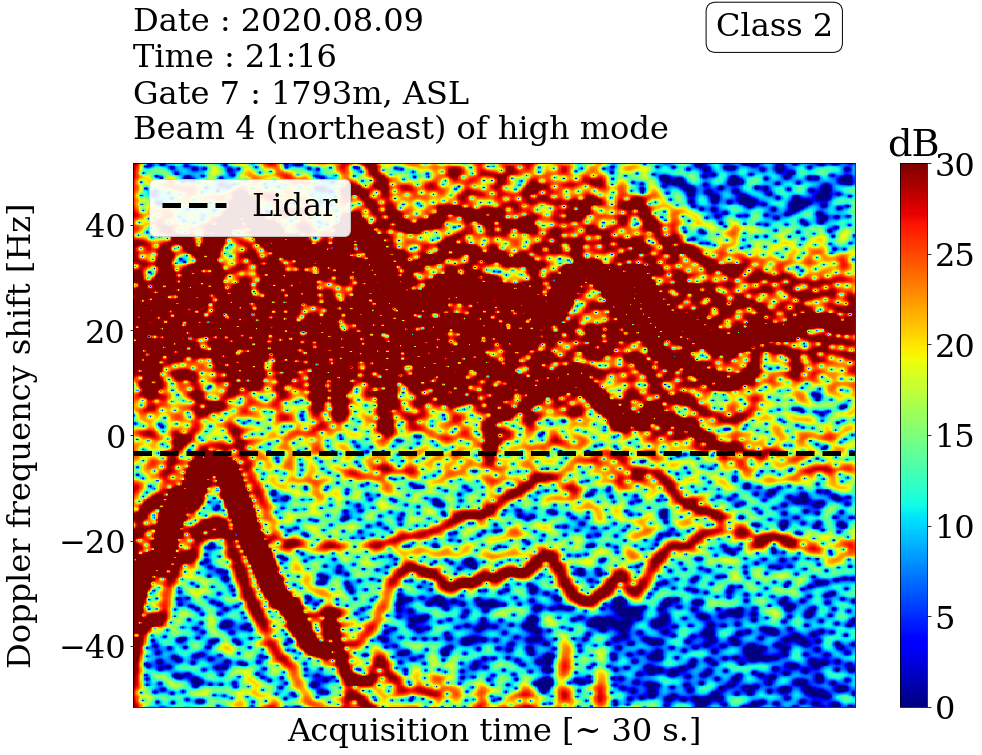 Date : 2020.08.09
Time : 21:16
Gate 7 : 1793m, ASL
Beam 4 (northeast) of high mode
Class 2
dB
Lidar
Doppler frequency shift [Hz]
40
20
0
−20
−40
30
25
20
15
10
5
0
Acquisition time [~ 30 s.]